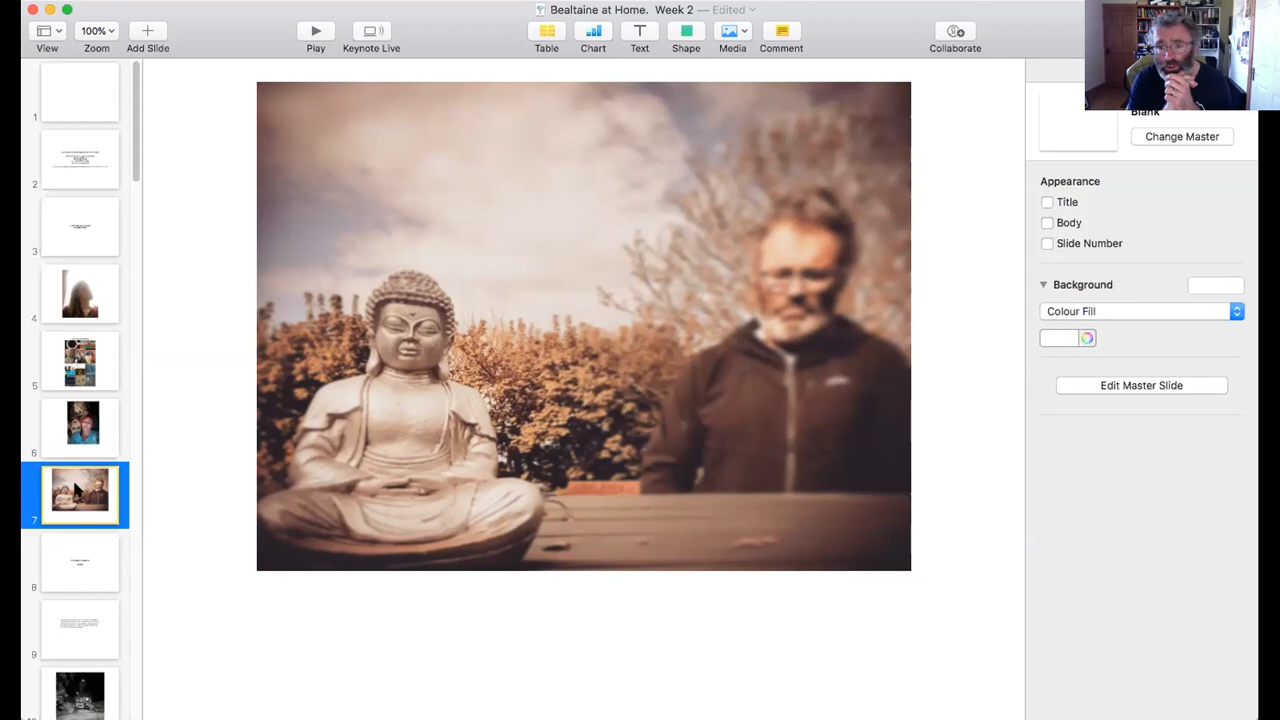 Bealtaine at Home. Week 2 — Edited
100%
View Zoom Add Slide Play Keynote Live Table Chart Text Shape Media Comment Collaborate
Blank
Change Master
Appearance
Title
Body
Slide Number
Background
Colour Fill
Edit Master Slide
1
2
3
4
5
6
7
8
9